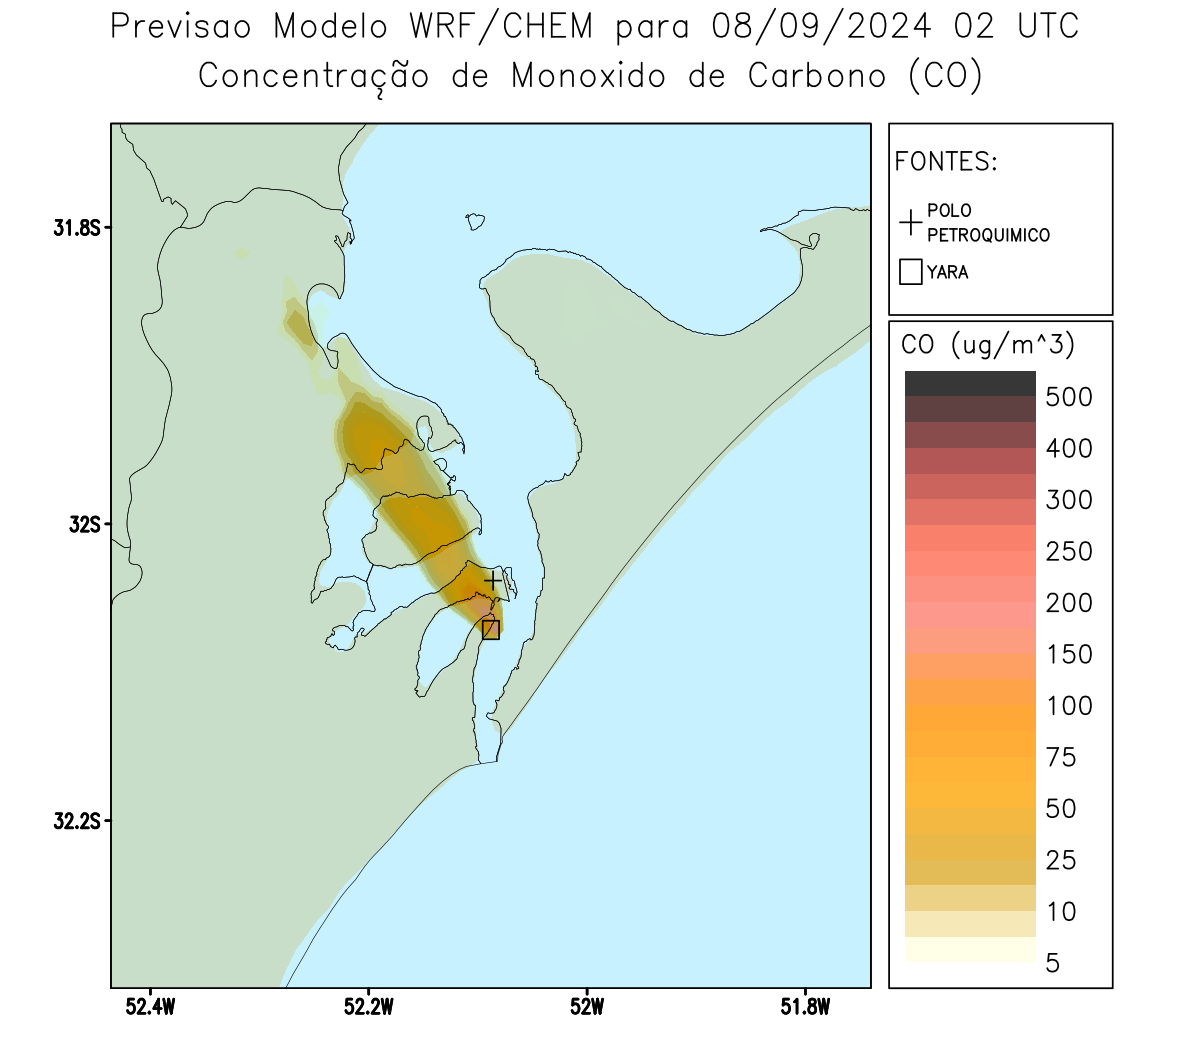 Previsao Modelo WRF/CHEM para 08/09/2024 02 UTC
Concentração de Monoxido de Carbono (CO)
FONTES:
POLO
PETROQUIMICO
YARA
CO (ug/m^3)
500
400
300
250
200
150
100
75
50
25
10
5
31.8S
32S
32.2S
52.4W
52.2W
52W
51.8W